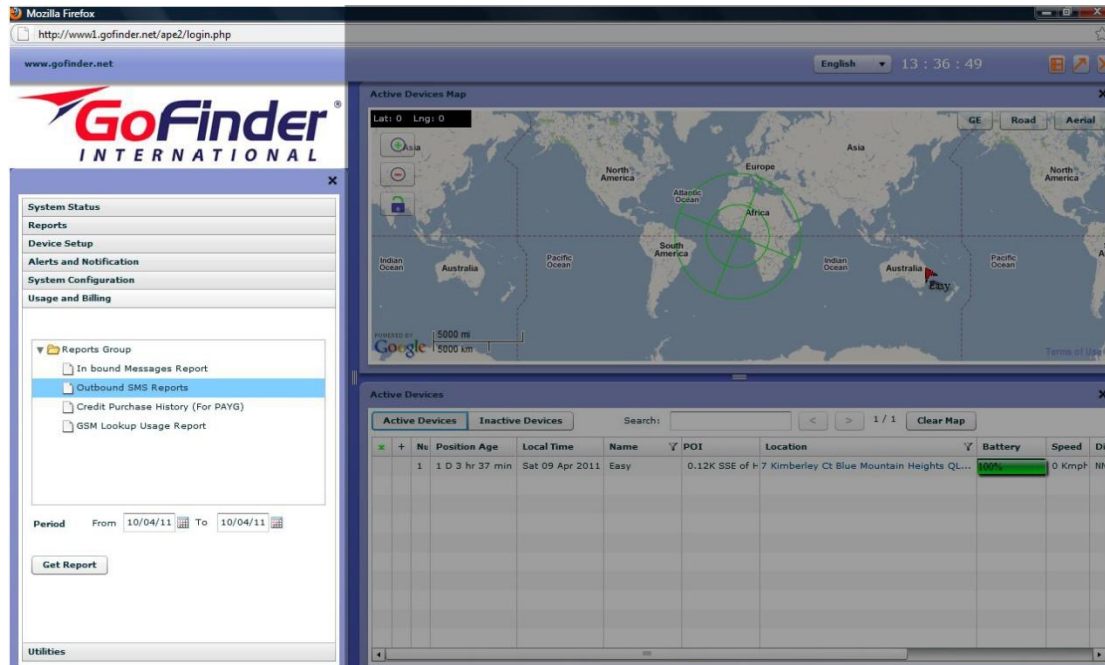 Mozilla Firefox
http://www1.gofinder.net/ape2/login.php
www.gofinder.net
English
13 : 36 : 49
GoFinder®
INTERNATIONAL
System Status
Reports
Device Setup
Alerts and Notification
System Configuration
Usage and Billing
Reports Group
In bound Messages Report
Outbound SMS Reports
Credit Purchase History (For PAYG)
GSM Lookup Usage Report
Period From 10/04/11 To 10/04/11
Get Report
Utilities
Active Devices Map
Lat: 0 Lng: 0
GE Road Aerial
Asia
North America
Atlantic Ocean
Europe
Africa
Asia
North America
South America
Indian Ocean
Australia
Pacific Ocean
Indian Ocean
Australia
Easy
Pacific Ocean
POWERED BY
Google
5000 mi
5000 km
Terms of Use
Active Devices
Active Devices Inactive Devices Search: < > 1 / 1 Clear Map
x + Nu Position Age Local Time Name POI Location Battery Speed Di
1 1 D 3 hr 37 min Sat 09 Apr 2011 Easy 0.12K SSE of H 7 Kimberley Ct Blue Mountain Heights QL... 100% 0 Kmph